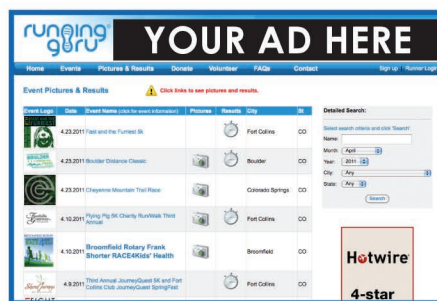 running guru
YOUR AD HERE
Home Events Pictures & Results Donate Volunteer FAQs Contact Sign up Runner Login
Event Pictures & Results
Click links to see pictures and results.
Event Logo Date Event Name (click for event information) Pictures Results City St
4.23.2011 Fast and the Furriest 5k Fort Collins CO
4.23.2011 Boulder Distance Classic Boulder CO
4.23.2011 Cheyenne Mountain Trail Race Colorado Springs CO
4.10.2011 Flying Pig 5K Charity Run/Walk Third Annual Fort Collins CO
4.10.2011 Broomfield Rotary Frank Shorter RACE4Kids' Health Broomfield CO
4.9.2011 Third Annual JourneyQuest 5K and Fort Collins Club JourneyQuest SpringFest Fort Collins CO
Detailed Search:
Select search criteria and click 'Search'
Name:
Month: April
Year: 2011
City: Any
State: Any
Search
Hotwire
4-star